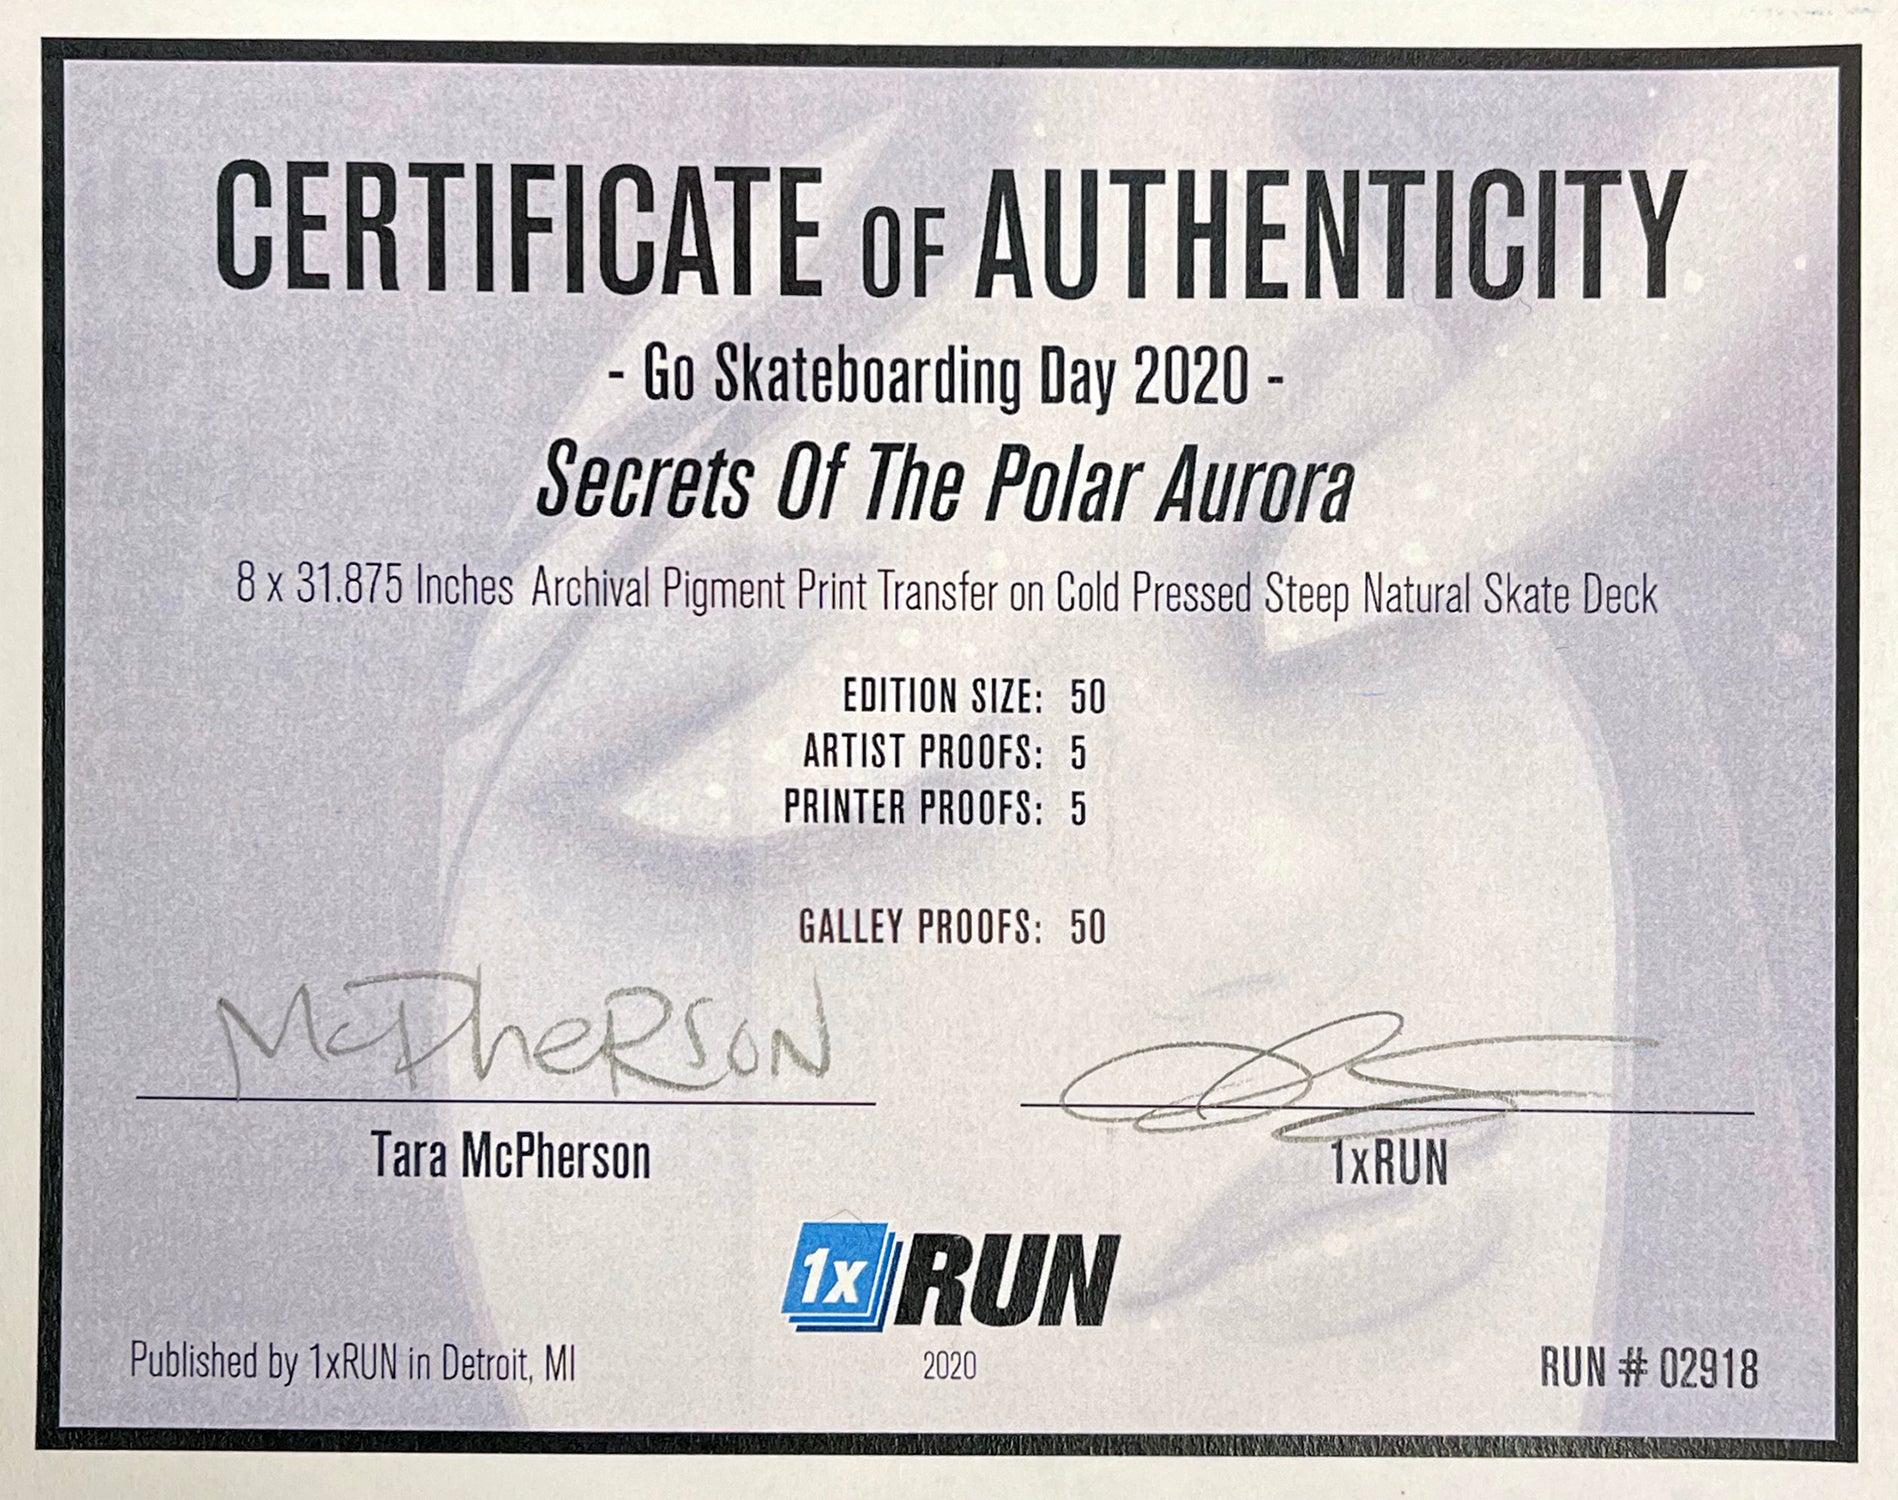 CERTIFICATE OF AUTHENTICITY
- Go Skateboarding Day 2020 -
Secrets Of The Polar Aurora
8 x 31.875 Inches Archival Pigment Print Transfer on Cold Pressed Steep Natural Skate Deck
EDITION SIZE: 50
ARTIST PROOFS: 5
PRINTER PROOFS: 5
GALLEY PROOFS: 50
McPheRSON
Tara McPherson
1xRUN
1x RUN
2020
Published by 1xRUN in Detroit, MI
RUN # 02918